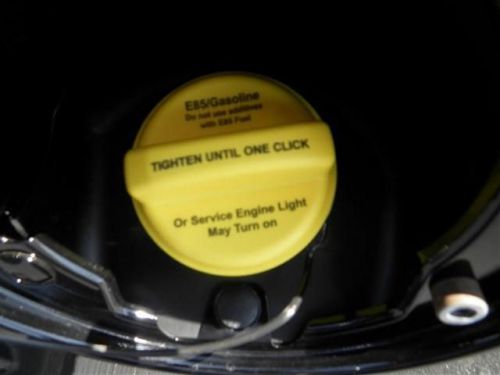 E85/Gasoline
Do not use additives
with E85 Fuel
TIGHTEN UNTIL ONE CLICK
Or Service Engine Light
May Turn on